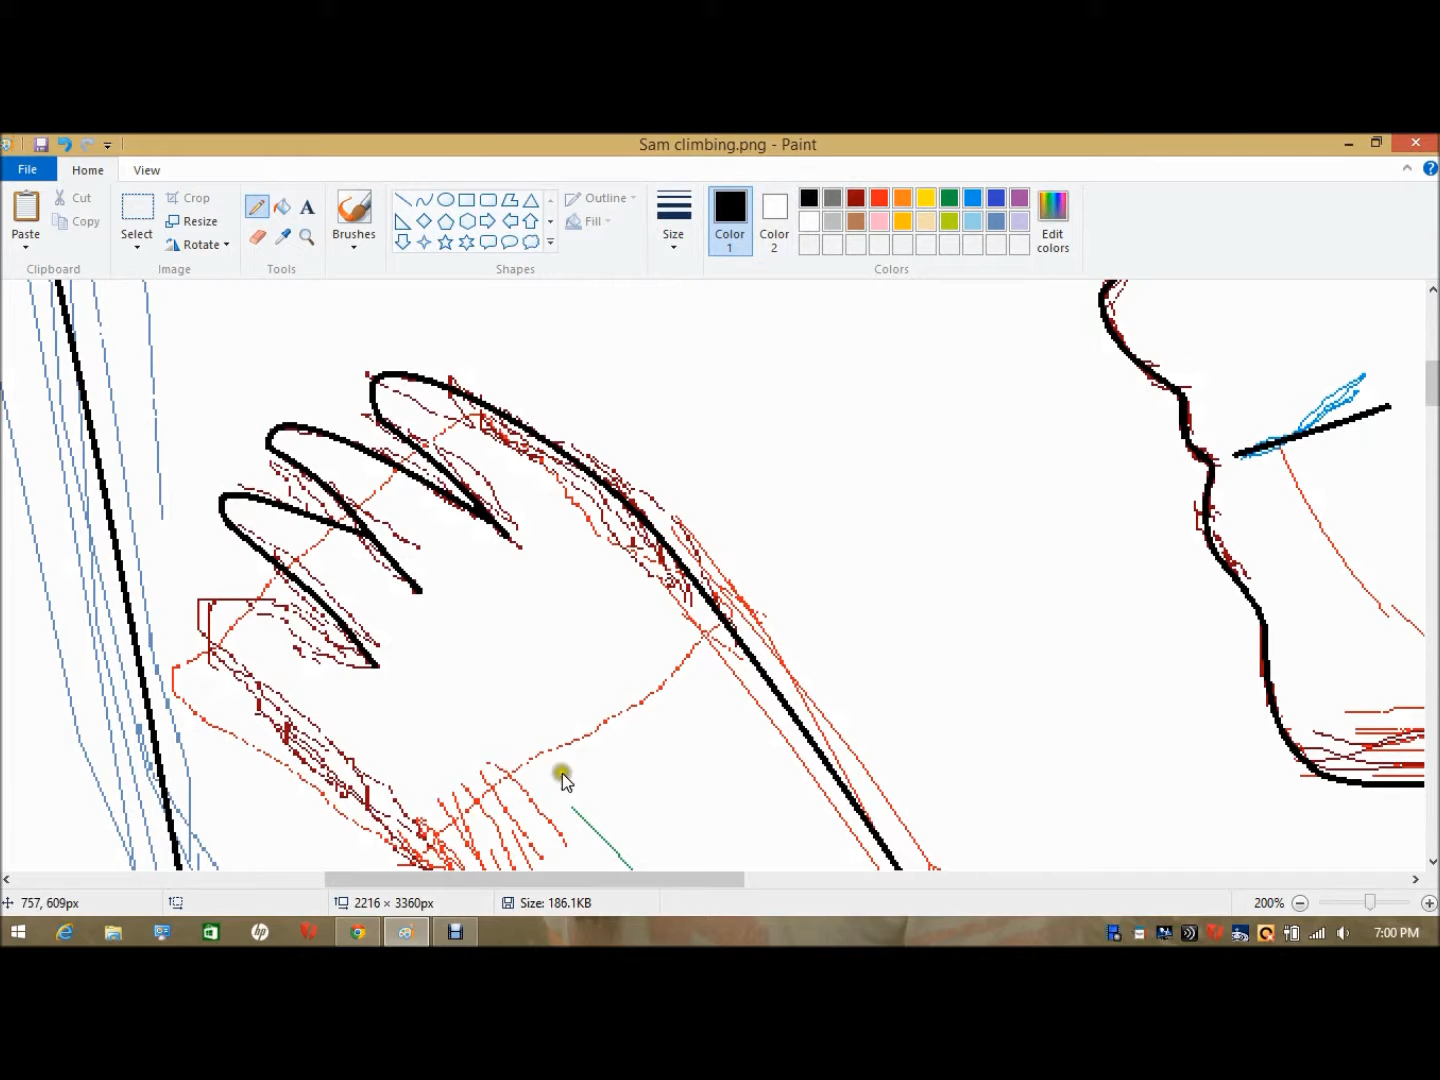 Sam climbing.png - Paint
File Home View
Paste
Cut
Copy
Clipboard
Select
Crop
Resize
Rotate
Image
A
Tools
Brushes
Outline
Fill
Shapes
Size
Color 1
Color 2
Edit colors
Colors
757, 609px
2216 × 3360px
Size: 186.1KB
200%
hp
7:00 PM